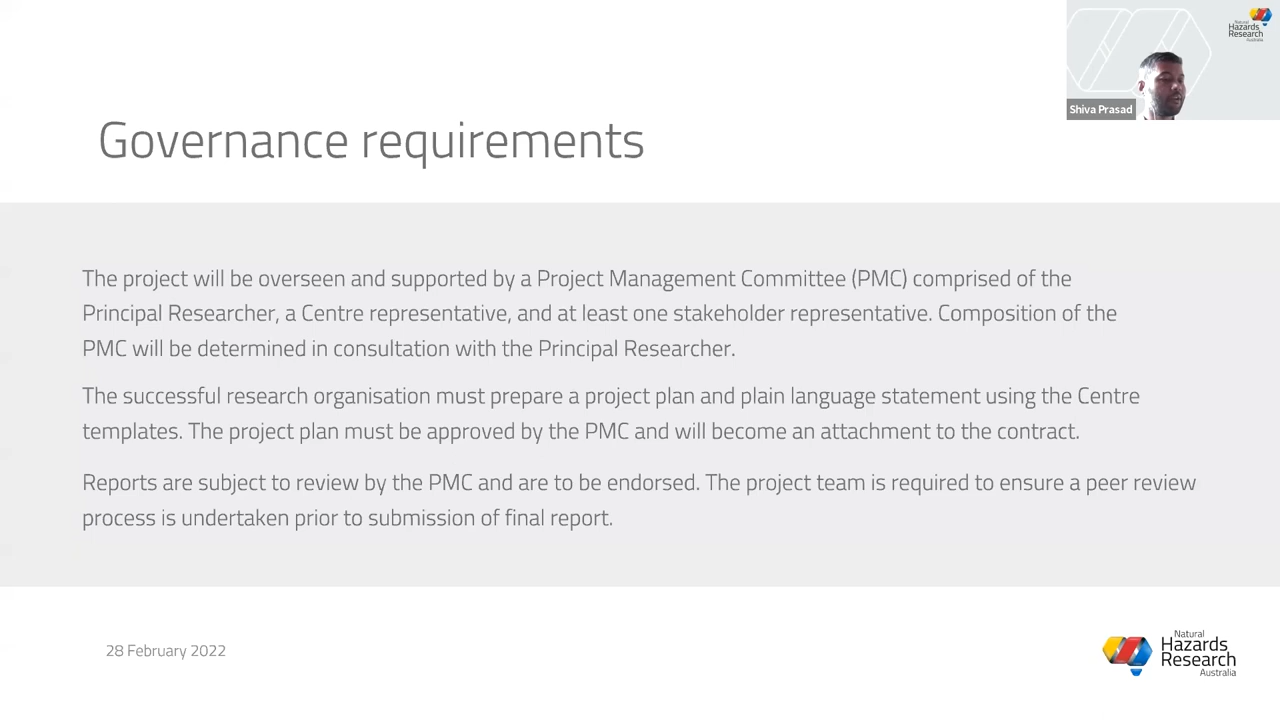 Natural
Hazards
Research
Australia
Shiva Prasad
Governance requirements
The project will be overseen and supported by a Project Management Committee (PMC) comprised of the
Principal Researcher, a Centre representative, and at least one stakeholder representative. Composition of the
PMC will be determined in consultation with the Principal Researcher.
The successful research organisation must prepare a project plan and plain language statement using the Centre
templates. The project plan must be approved by the PMC and will become an attachment to the contract.
Reports are subject to review by the PMC and are to be endorsed. The project team is required to ensure a peer review
process is undertaken prior to submission of final report.
28 February 2022
Natural
Hazards
Research
Australia